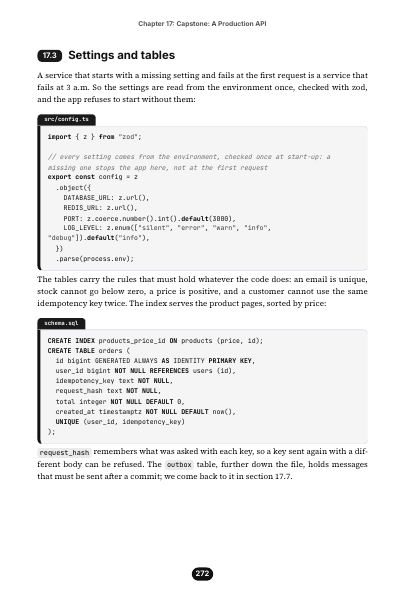 Chapter 17: Capstone: A Production API
17.3 Settings and tables
A service that starts with a missing setting and fails at the first request is a service that
fails at 3 a.m. So the settings are read from the environment once, checked with zod,
and the app refuses to start without them:
src/config.ts
import { z } from "zod";
// every setting comes from the environment, checked once at start-up: a
missing one stops the app here, not at the first request
export const config = z
.object({
DATABASE_URL: z.url(),
REDIS_URL: z.url(),
PORT: z.coerce.number().int().default(3000),
LOG_LEVEL: z.enum(["silent", "error", "warn", "info",
"debug"]).default("info"),
})
.parse(process.env);
The tables carry the rules that must hold whatever the code does: an email is unique,
stock cannot go below zero, a price is positive, and a customer cannot use the same
idempotency key twice. The index serves the product pages, sorted by price:
schema.sql
CREATE INDEX products_price_id ON products (price, id);
CREATE TABLE orders (
id bigint GENERATED ALWAYS AS IDENTITY PRIMARY KEY,
user_id bigint NOT NULL REFERENCES users (id),
idempotency_key text NOT NULL,
request_hash text NOT NULL,
total integer NOT NULL DEFAULT 0,
created_at timestamptz NOT NULL DEFAULT now(),
UNIQUE (user_id, idempotency_key)
);
request_hash remembers what was asked with each key, so a key sent again with a dif-
ferent body can be refused. The outbox table, further down the file, holds messages
that must be sent after a commit; we come back to it in section 17.7.
272